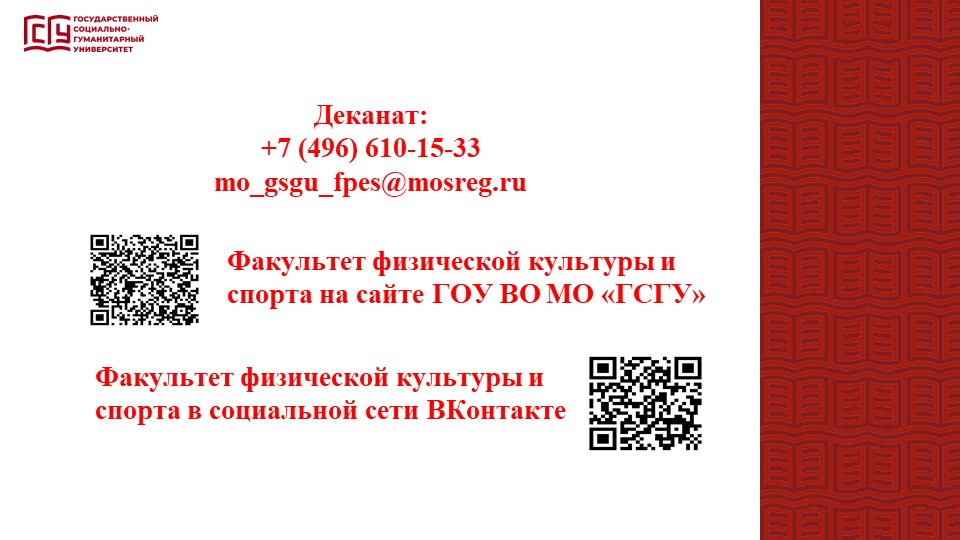 ГСГУ
ГОСУДАРСТВЕННЫЙ
СОЦИАЛЬНО-
ГУМАНИТАРНЫЙ
УНИВЕРСИТЕТ
Деканат:
+7 (496) 610-15-33
mo_gsgu_fpes@mosreg.ru
Факультет физической культуры и
спорта на сайте ГОУ ВО МО «ГСГУ»
Факультет физической культуры и
спорта в социальной сети ВКонтакте